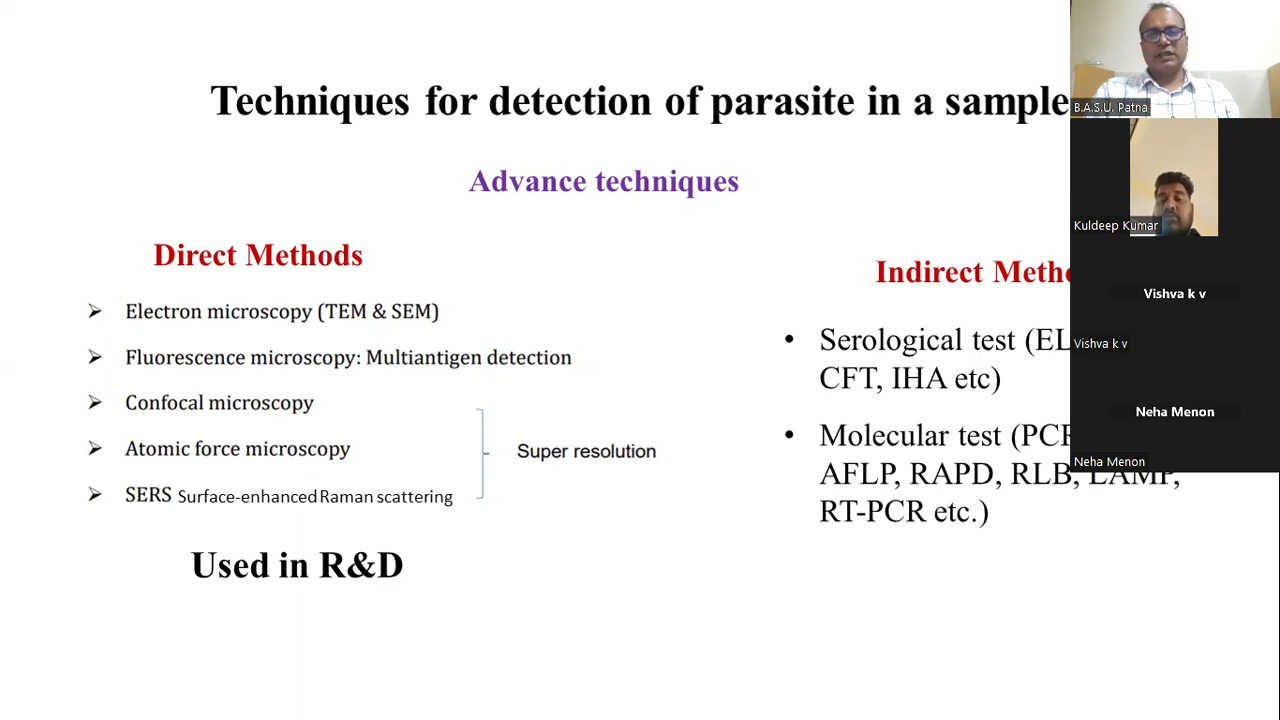 Techniques for detection of parasite in a sample
Advance techniques
Direct Methods
➢ Electron microscopy (TEM & SEM)
➢ Fluorescence microscopy: Multiantigen detection
➢ Confocal microscopy
➢ Atomic force microscopy
➢ SERS Surface-enhanced Raman scattering
Super resolution
Used in R&D
Indirect
• Serological test
CFT, IHA etc)
• Molecular test (PCR
AFLP, RAPD, RLB, LAMP,
RT-PCR etc.)
B.A.S.U. Patna
Kuldeep Kumar
Vishva k v
Vishva k v
Neha Menon
Neha Menon